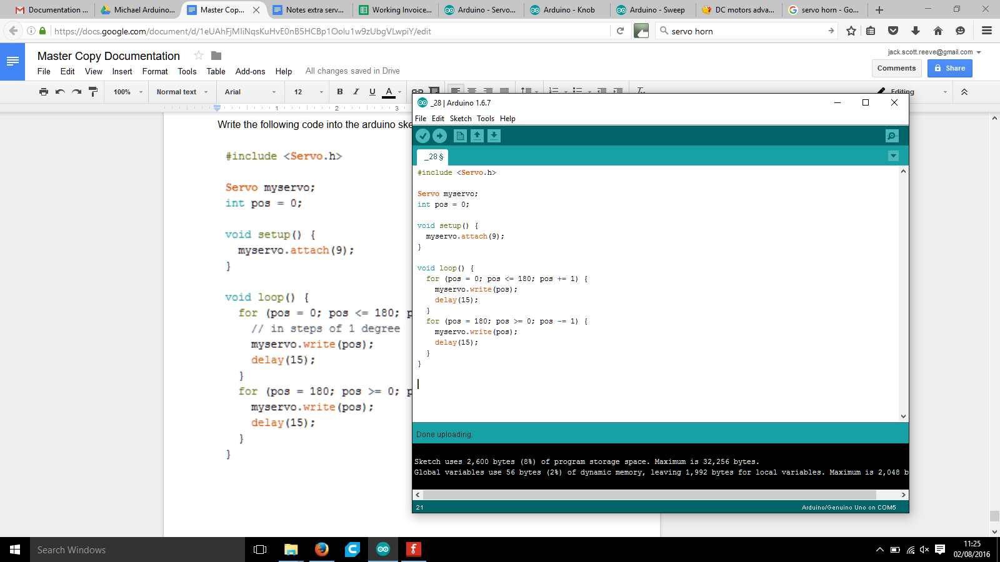 Documentation ...
Michael Arduino...
Master Cop...
Notes extra serv...
Working Invoice...
Arduino - Servo...
Arduino - Knob
Arduino - Sweep
DC motors adva...
servo horn - Go...
servo horn
Master Copy Documentation
jack.scott.reeve@gmail.com
File Edit View Insert Format Tools Table Add-ons Help All changes saved in Drive
Comments Share
100% Normal text Arial 12 B I U A Editing
1 2 3
Write the following code into the arduino ske
#include <Servo.h>
Servo myservo;
int pos = 0;
void setup() {
myservo.attach(9);
}
void loop() {
for (pos = 0; pos <= 180; p
// in steps of 1 degree
myservo.write(pos);
delay(15);
}
for (pos = 180; pos >= 0; p
myservo.write(pos);
delay(15);
}
}
_28 | Arduino 1.6.7
File Edit Sketch Tools Help
_28 §
#include <Servo.h>
Servo myservo;
int pos = 0;
void setup() {
myservo.attach(9);
}
void loop() {
for (pos = 0; pos <= 180; pos += 1) {
myservo.write(pos);
delay(15);
}
for (pos = 180; pos >= 0; pos -= 1) {
myservo.write(pos);
delay(15);
}
}
Done uploading.
Sketch uses 2,600 bytes (8%) of program storage space. Maximum is 32,256 bytes.
Global variables use 56 bytes (2%) of dynamic memory, leaving 1,992 bytes for local variables. Maximum is 2,048 b
21 Arduino/Genuino Uno on COM5
Search Windows
11:25
02/08/2016